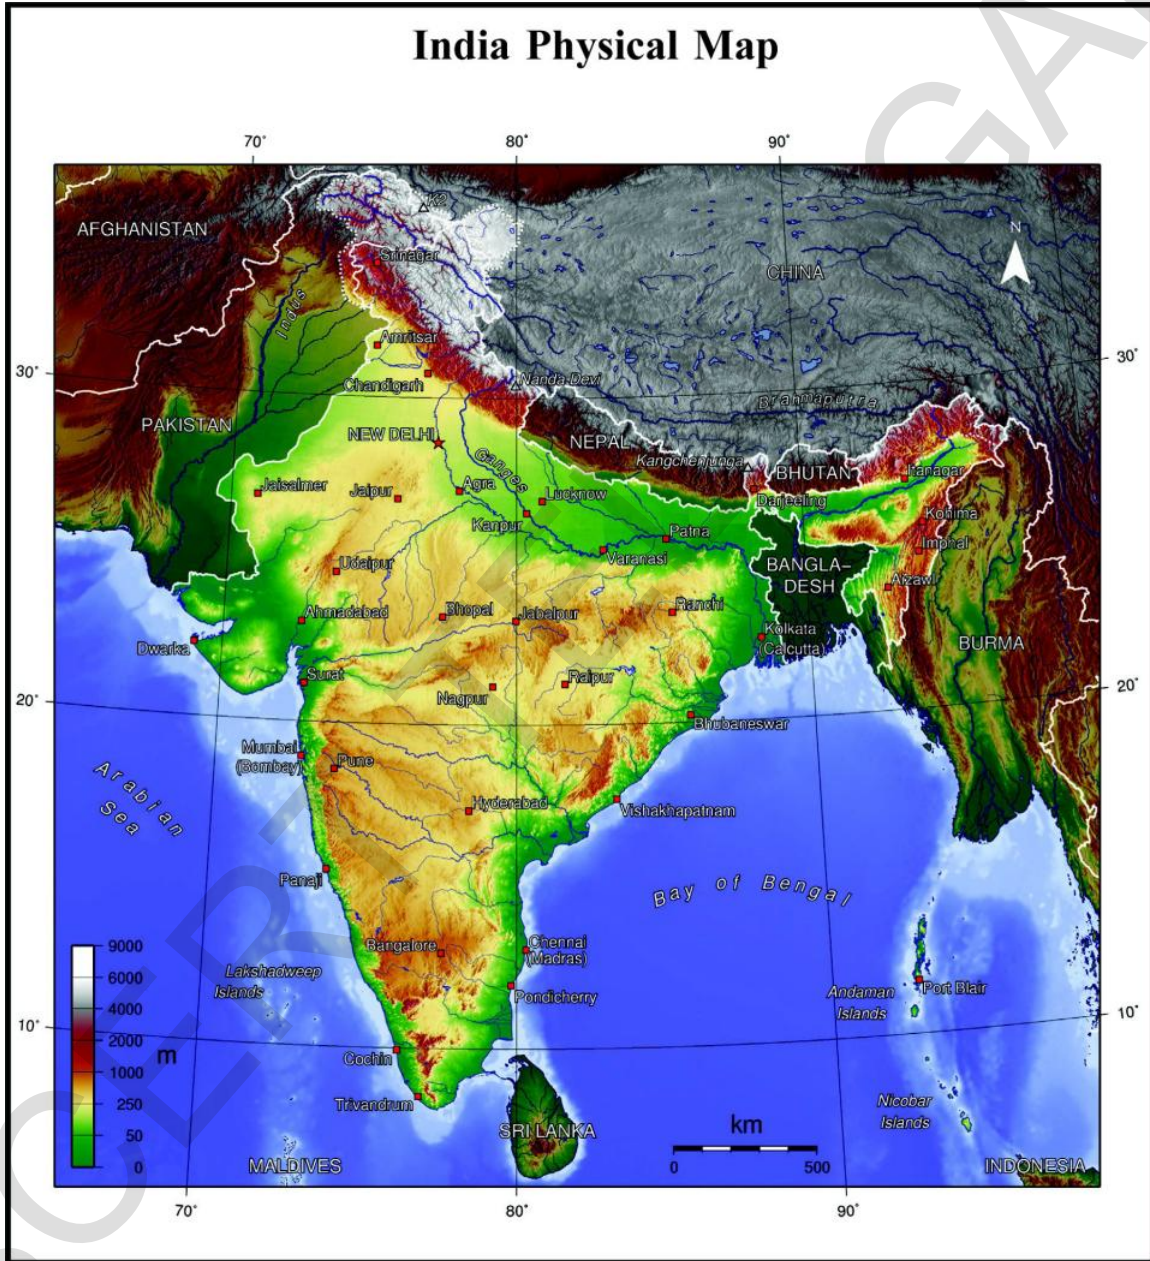 India Physical Map
70°
80°
90°
K2
AFGHANISTAN
N
Srinagar
CHINA
Indus
Amritsar
30°
30°
Chandigarh
Nanda Devi
Brahmaputra
PAKISTAN
NEW DELHI
NEPAL
Ganges
Kangchenjunga
BHUTAN
Itanagar
Jaisalmer
Jaipur
Agra
Lucknow
Darjeeling
Kohima
Kanpur
Patna
Imphal
Varanasi
BANGLA–
DESH
Udaipur
Aizawl
Ahmadabad
Bhopal
Jabalpur
Ranchi
Kolkata
(Calcutta)
BURMA
Dwarka
Surat
Nagpur
Raipur
20°
20°
Bhubaneswar
Mumbai
(Bombay)
Pune
Arabian
Sea
Hyderabad
Vishakhapatnam
Panaji
Bay of Bengal
9000
6000
4000
2000
1000
250
50
0
m
Bangalore
Chennai
(Madras)
Lakshadweep
Islands
Pondicherry
Andaman
Islands
Port Blair
10°
10°
Cochin
Trivandrum
Nicobar
Islands
SRI LANKA
km
0
500
MALDIVES
INDONESIA
70°
80°
90°